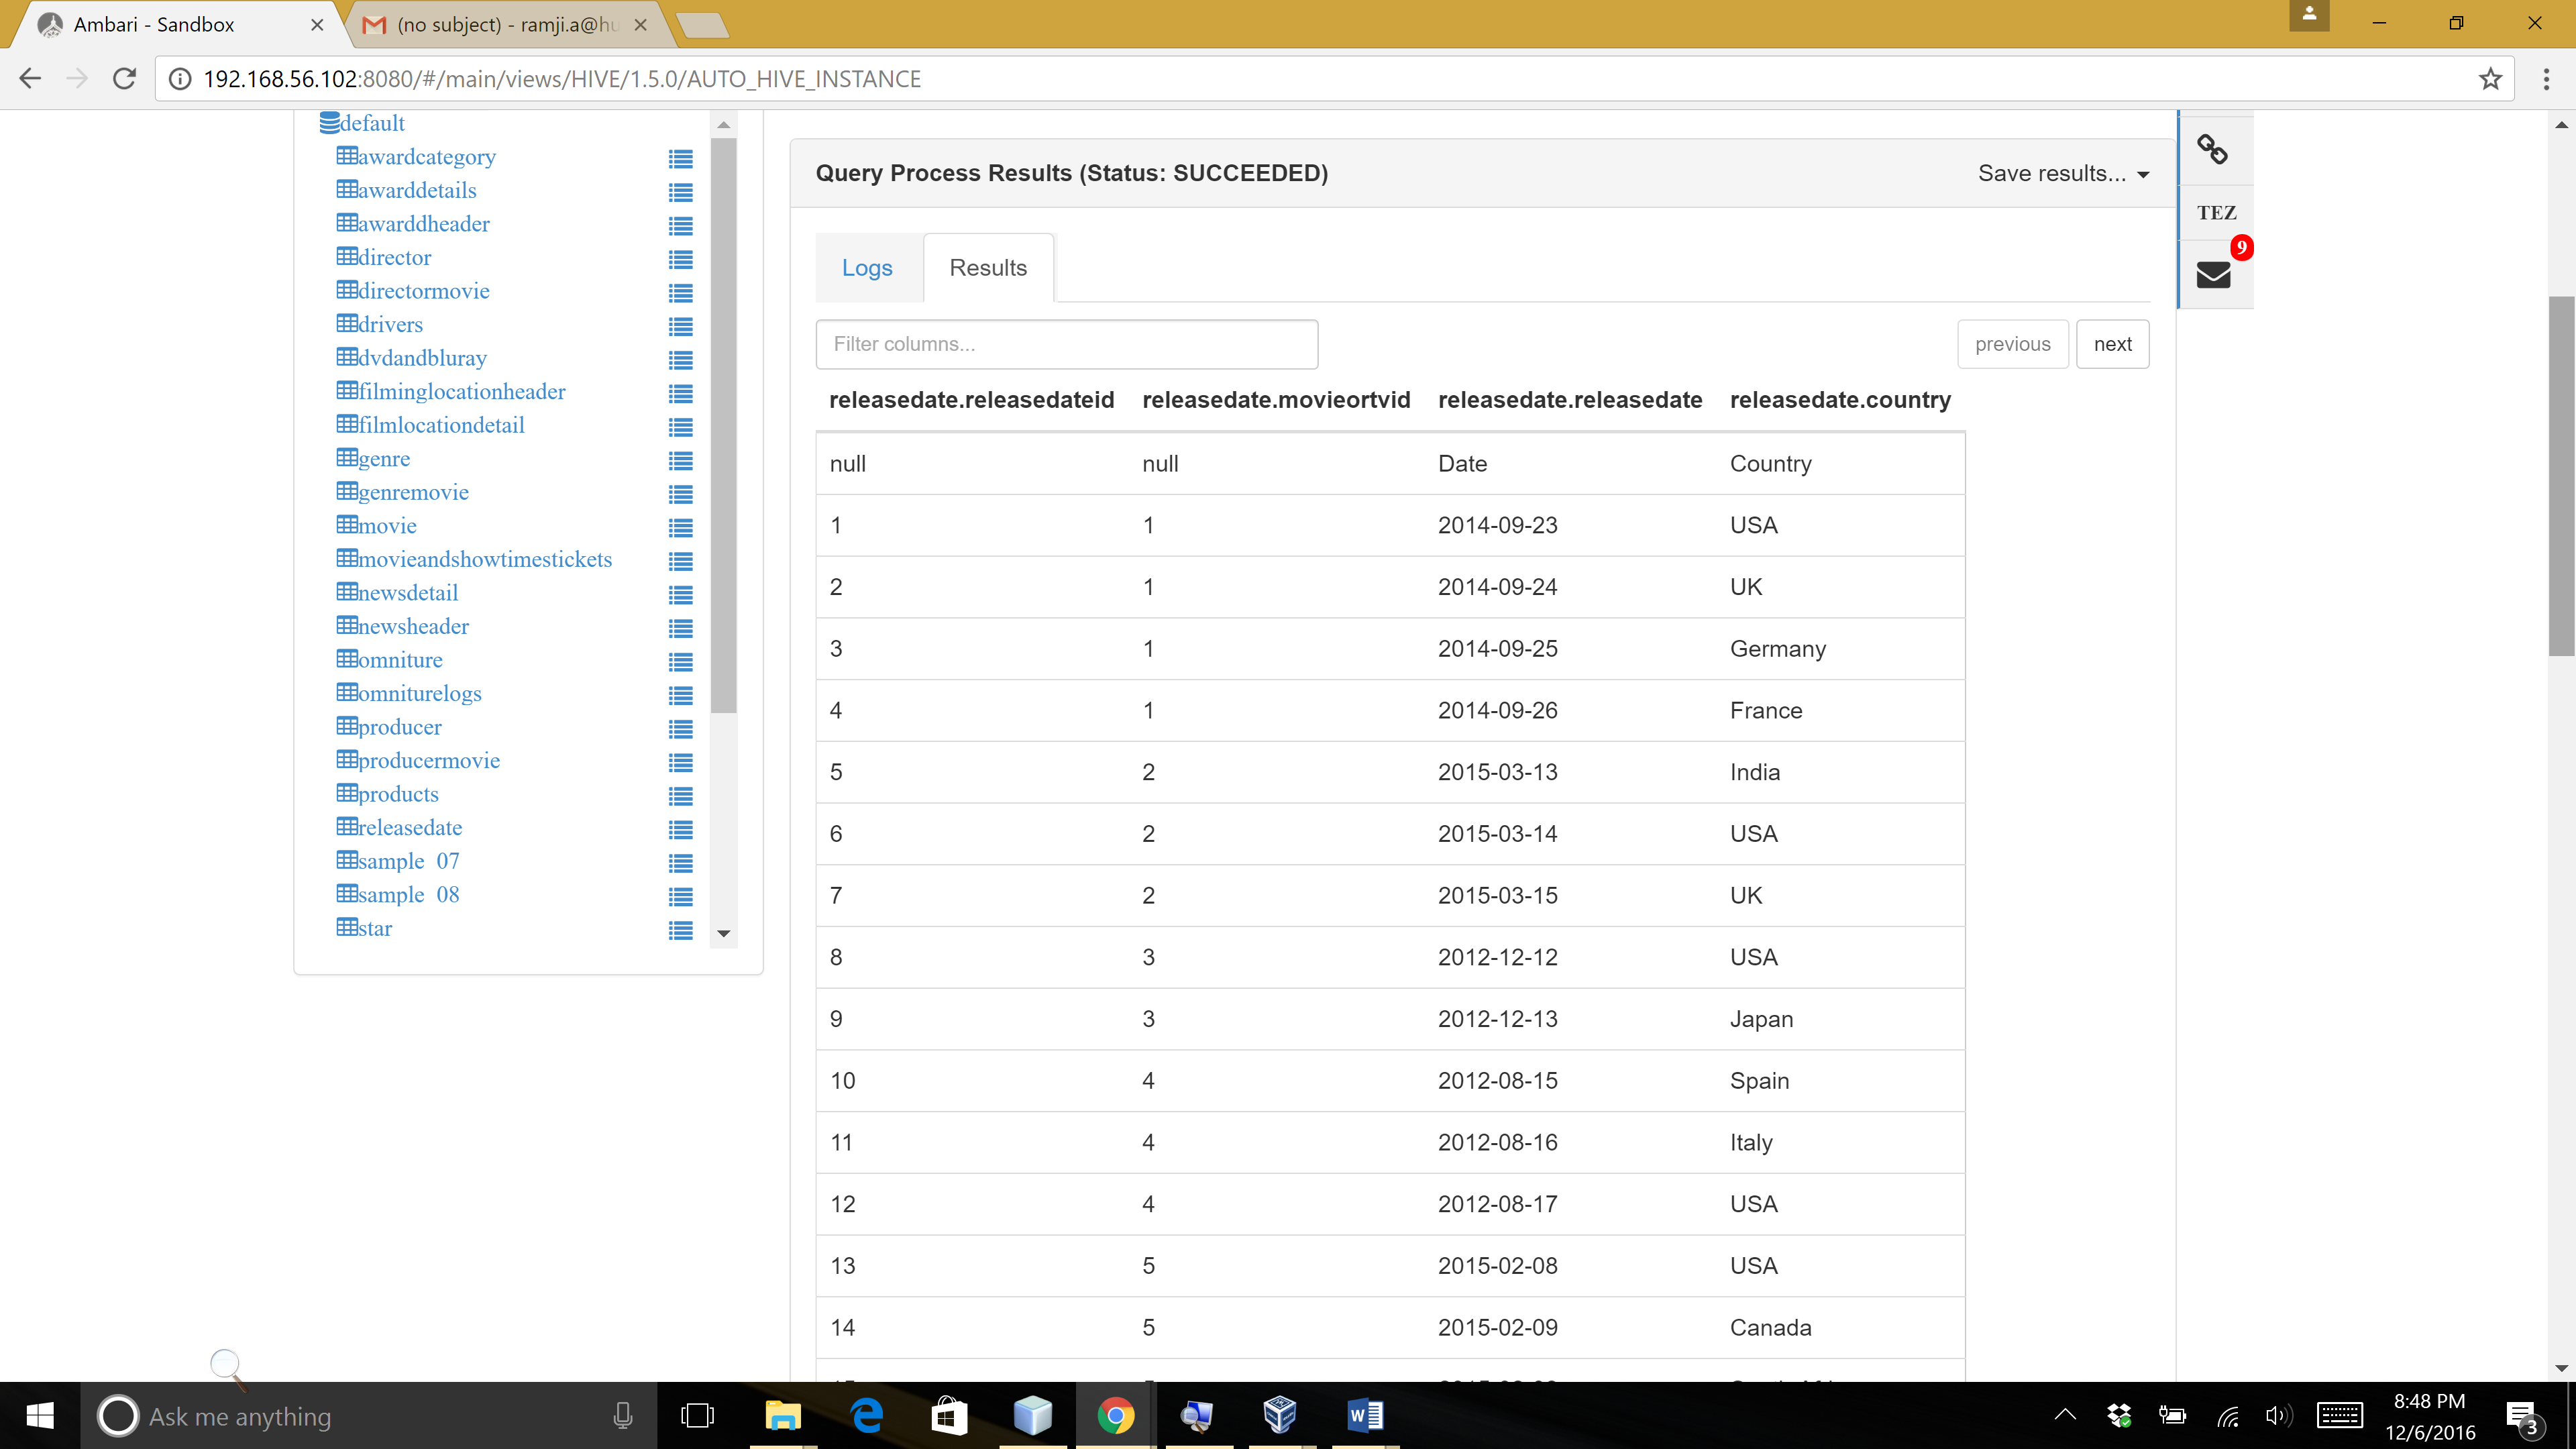 Ambari - Sandbox
(no subject) - ramji.a@hu
192.168.56.102:8080/#/main/views/HIVE/1.5.0/AUTO_HIVE_INSTANCE
default
awardcategory
awarddetails
awarddheader
director
directormovie
drivers
dvdandbluray
filminglocationheader
filmlocationdetail
genre
genremovie
movie
movieandshowtimestickets
newsdetail
newsheader
omniture
omniturelogs
producer
producermovie
products
releasedate
sample_07
sample_08
star
Query Process Results (Status: SUCCEEDED)
Save results...
Logs Results
Filter columns...
previous next
releasedate.releasedateid releasedate.movieortvid releasedate.releasedate releasedate.country
null null Date Country
1 1 2014-09-23 USA
2 1 2014-09-24 UK
3 1 2014-09-25 Germany
4 1 2014-09-26 France
5 2 2015-03-13 India
6 2 2015-03-14 USA
7 2 2015-03-15 UK
8 3 2012-12-12 USA
9 3 2012-12-13 Japan
10 4 2012-08-15 Spain
11 4 2012-08-16 Italy
12 4 2012-08-17 USA
13 5 2015-02-08 USA
14 5 2015-02-09 Canada
TEZ
9
Ask me anything
8:48 PM
12/6/2016
3